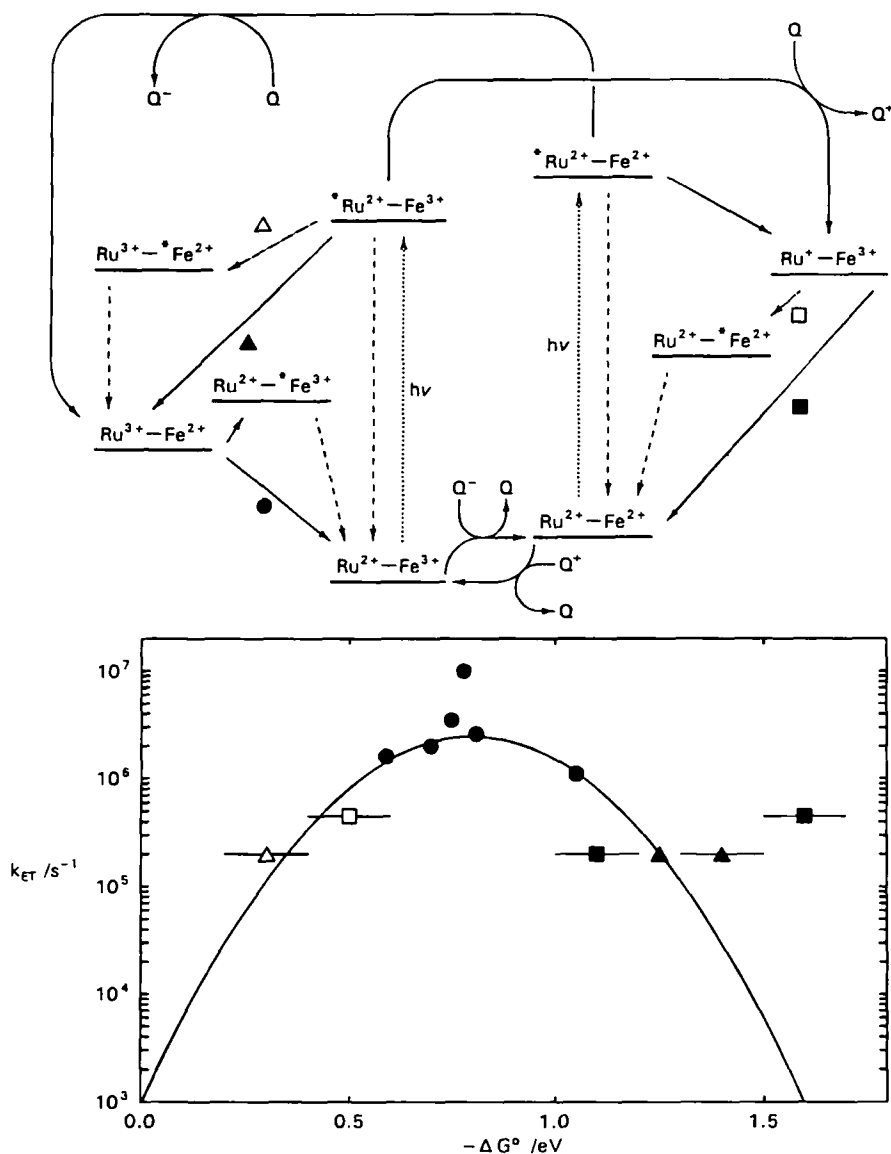 Q⁻
Q
Q
Q⁺
*Ru²⁺—Fe²⁺
*Ru²⁺—Fe³⁺
Ru³⁺—*Fe²⁺
Ru⁺—Fe³⁺
Ru²⁺—*Fe²⁺
Ru²⁺—*Fe³⁺
hν
hν
Ru³⁺—Fe²⁺
Q⁻
Q
Ru²⁺—Fe²⁺
Ru²⁺—Fe³⁺
Q⁺
Q
10⁷
10⁶
k_ET /s⁻¹
10⁵
10⁴
10³
0.0
0.5
1.0
1.5
−ΔG° /eV